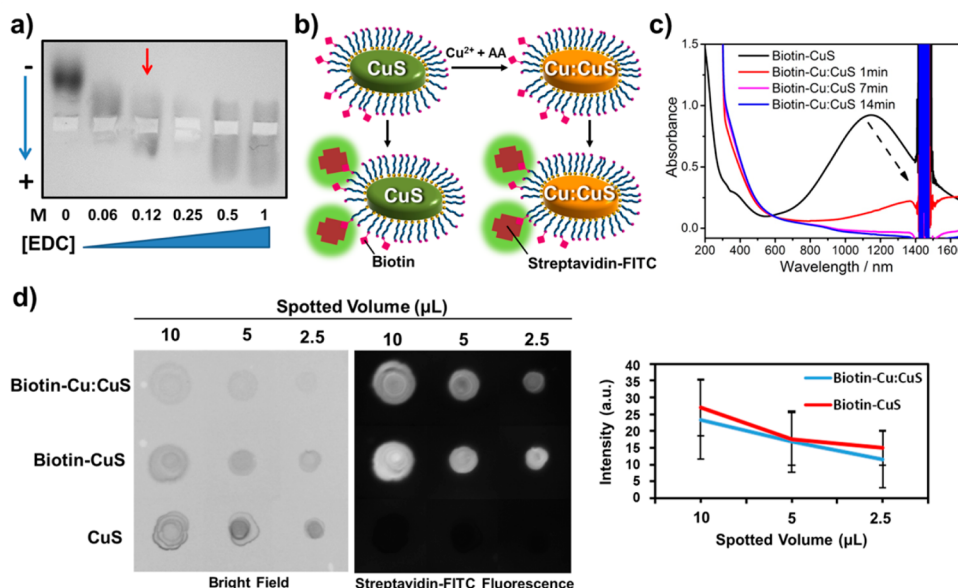 a)
-
+
M 0 0.06 0.12 0.25 0.5 1
[EDC]
b)
CuS
Cu²⁺ + AA
Cu:CuS
CuS
Cu:CuS
Biotin
Streptavidin-FITC
c)
Biotin-CuS
Biotin-Cu:CuS 1min
Biotin-Cu:CuS 7min
Biotin-Cu:CuS 14min
1.5
1.0
0.5
0.0
Absorbance
200 400 600 800 1000 1200 1400 1600
Wavelength / nm
d)
Spotted Volume (µL)
10 5 2.5 10 5 2.5
Biotin-Cu:CuS
Biotin-CuS
CuS
Bright Field
Streptavidin-FITC Fluorescence
Biotin-Cu:CuS
Biotin-CuS
40
35
30
25
20
15
10
5
0
Intensity (a.u.)
10 5 2.5
Spotted Volume (µL)